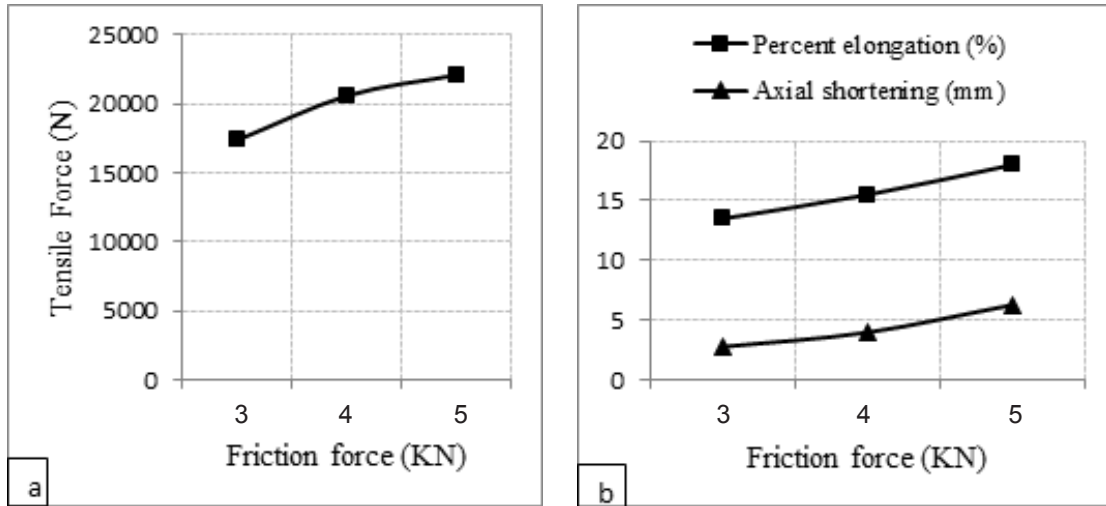 25000
20000
15000
10000
5000
0
Tensile Force (N)
3 4 5
Friction force (KN)
a
Percent elongation (%)
Axial shortening (mm)
20
15
10
5
0
3 4 5
Friction force (KN)
b